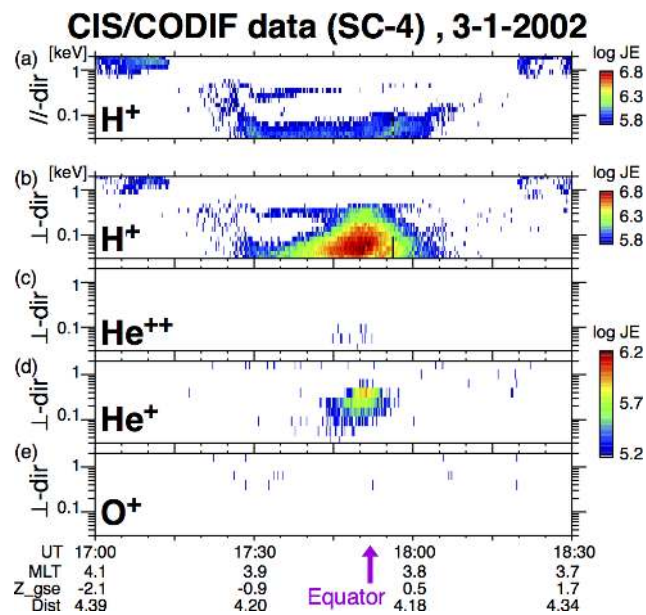 CIS/CODIF data (SC-4) , 3-1-2002
(a) [keV] log JE
1 6.8
//-dir 6.3
0.1 H+ 5.8
(b) [keV] log JE
1 6.8
⊥-dir 6.3
0.1 H+ 5.8
(c)
1
⊥-dir
0.1 He++
log JE
(d) 6.2
1
⊥-dir 5.7
0.1 He+
5.2
(e)
1
⊥-dir
0.1 O+
UT 17:00 17:30 18:00 18:30
MLT 4.1 3.9 3.8 3.7
Z_gse -2.1 -0.9 0.5 1.7
Dist 4.39 4.20 4.18 4.34
Equator